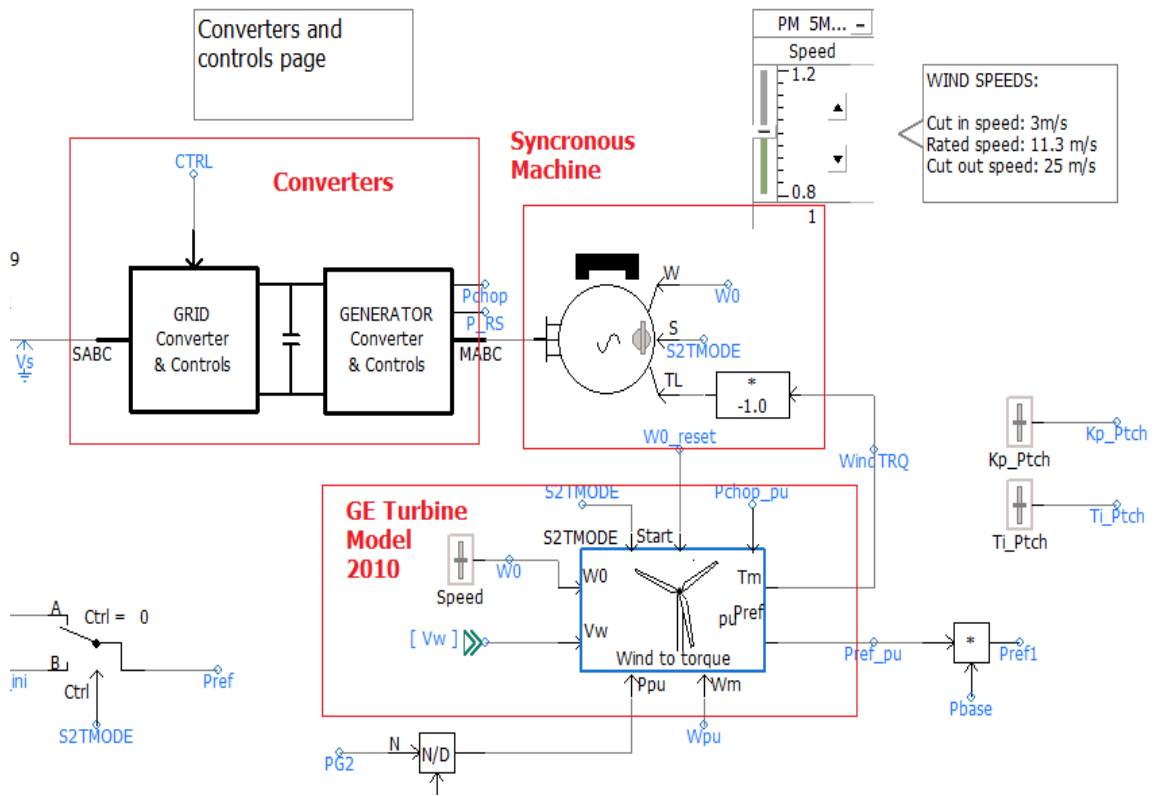 Converters and
controls page
PM 5M...
Speed
1.2
0.8
1
WIND SPEEDS:
Cut in speed: 3m/s
Rated speed: 11.3 m/s
Cut out speed: 25 m/s
Converters
Syncronous
Machine
CTRL
9
GRID
Converter
& Controls
GENERATOR
Converter
& Controls
Pchop
P_RS
SABC
MABC
Vs
W
W0
S
S2TMODE
TL
*
-1.0
W0_reset
WindTRQ
Kp_Ptch
Kp_Ptch
Ti_Ptch
Ti_Ptch
GE Turbine
Model
2010
S2TMODE
Pchop_pu
S2TMODE
Start
W0
Speed
W0
Tm
Pref
pu
[ Vw ]
Vw
Wind to torque
Ppu
Wm
Pref_pu
*
Pref1
Pbase
Wpu
A
Ctrl = 0
B
_ini
Ctrl
Pref
S2TMODE
PG2
N
N/D